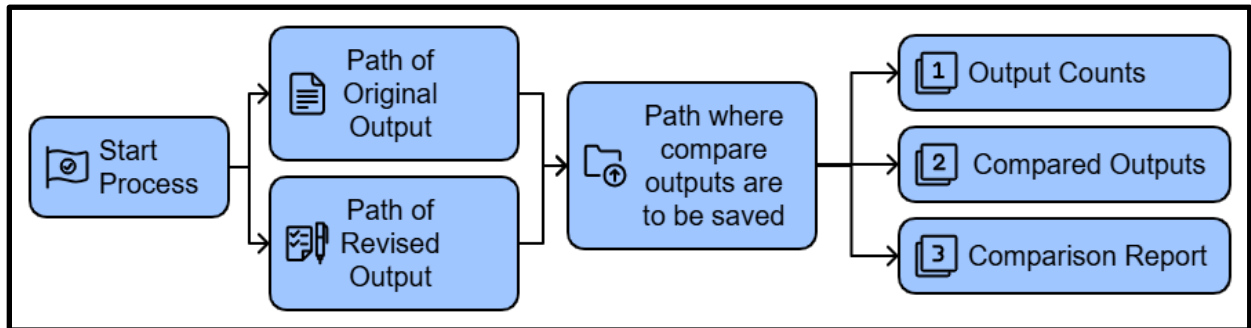 Start
Process
Path of
Original
Output
Path of
Revised
Output
Path where
compare
outputs are
to be saved
1 Output Counts
2 Compared Outputs
3 Comparison Report